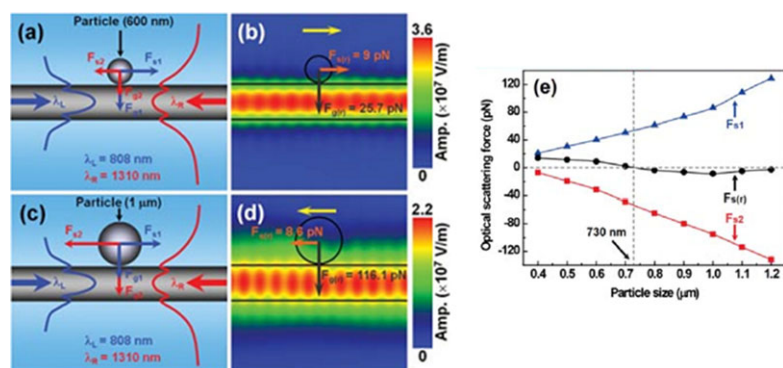 (a)
Particle (600 nm)
Fs2
Fs1
Fg2
Fg1
λL
λR
λL = 808 nm
λR = 1310 nm
(b)
Fs(r) = 9 pN
Fg(r) = 25.7 pN
3.6
Amp. (×10⁷ V/m)
0
(c)
Particle (1 μm)
Fs2
Fs1
Fg1
Fg2
λL
λR
λL = 808 nm
λR = 1310 nm
(d)
Fs(r) = 8.6 pN
Fg(r) = 116.1 pN
2.2
Amp. (×10⁷ V/m)
0
(e)
Optical scattering force (pN)
120
80
40
0
-40
-80
-120
Fs1
Fs(r)
Fs2
730 nm
0.4 0.5 0.6 0.7 0.8 0.9 1.0 1.1 1.2
Particle size (μm)